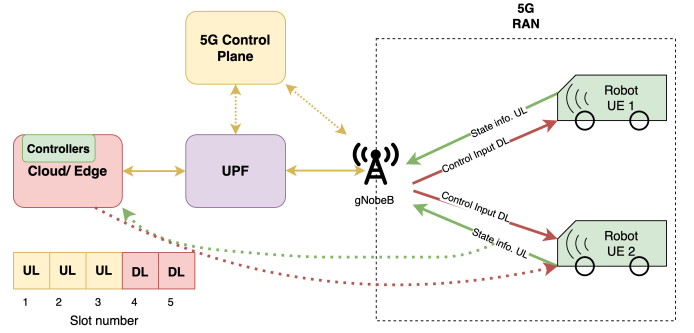 5G
RAN
5G Control
Plane
Robot
UE 1
State info. UL
Control Input DL
Controllers
Cloud/ Edge
UPF
gNobeB
Control Input DL
State info. UL
Robot
UE 2
UL UL UL DL DL
1 2 3 4 5
Slot number